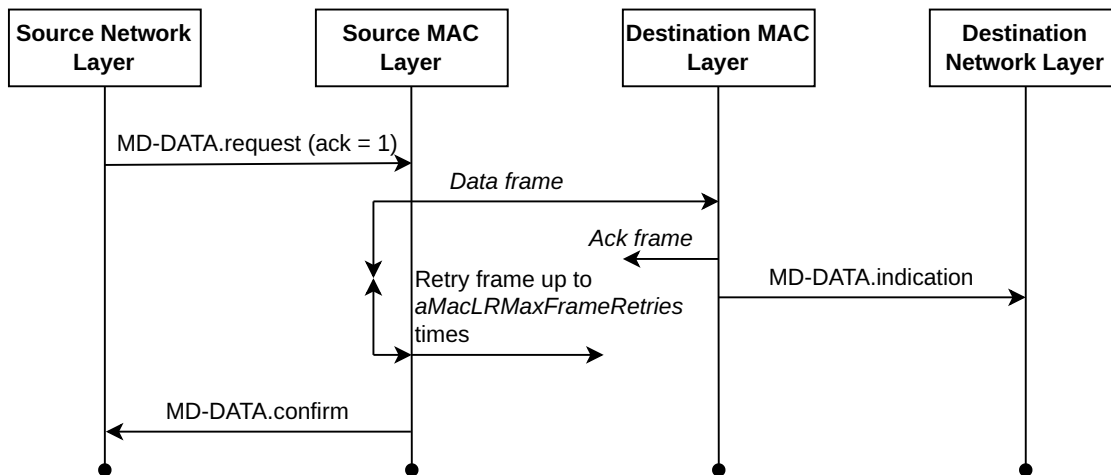 Source Network
Layer
Source MAC
Layer
Destination MAC
Layer
Destination
Network Layer
MD-DATA.request (ack = 1)
Data frame
Ack frame
MD-DATA.indication
Retry frame up to
aMacLRMaxFrameRetries
times
MD-DATA.confirm